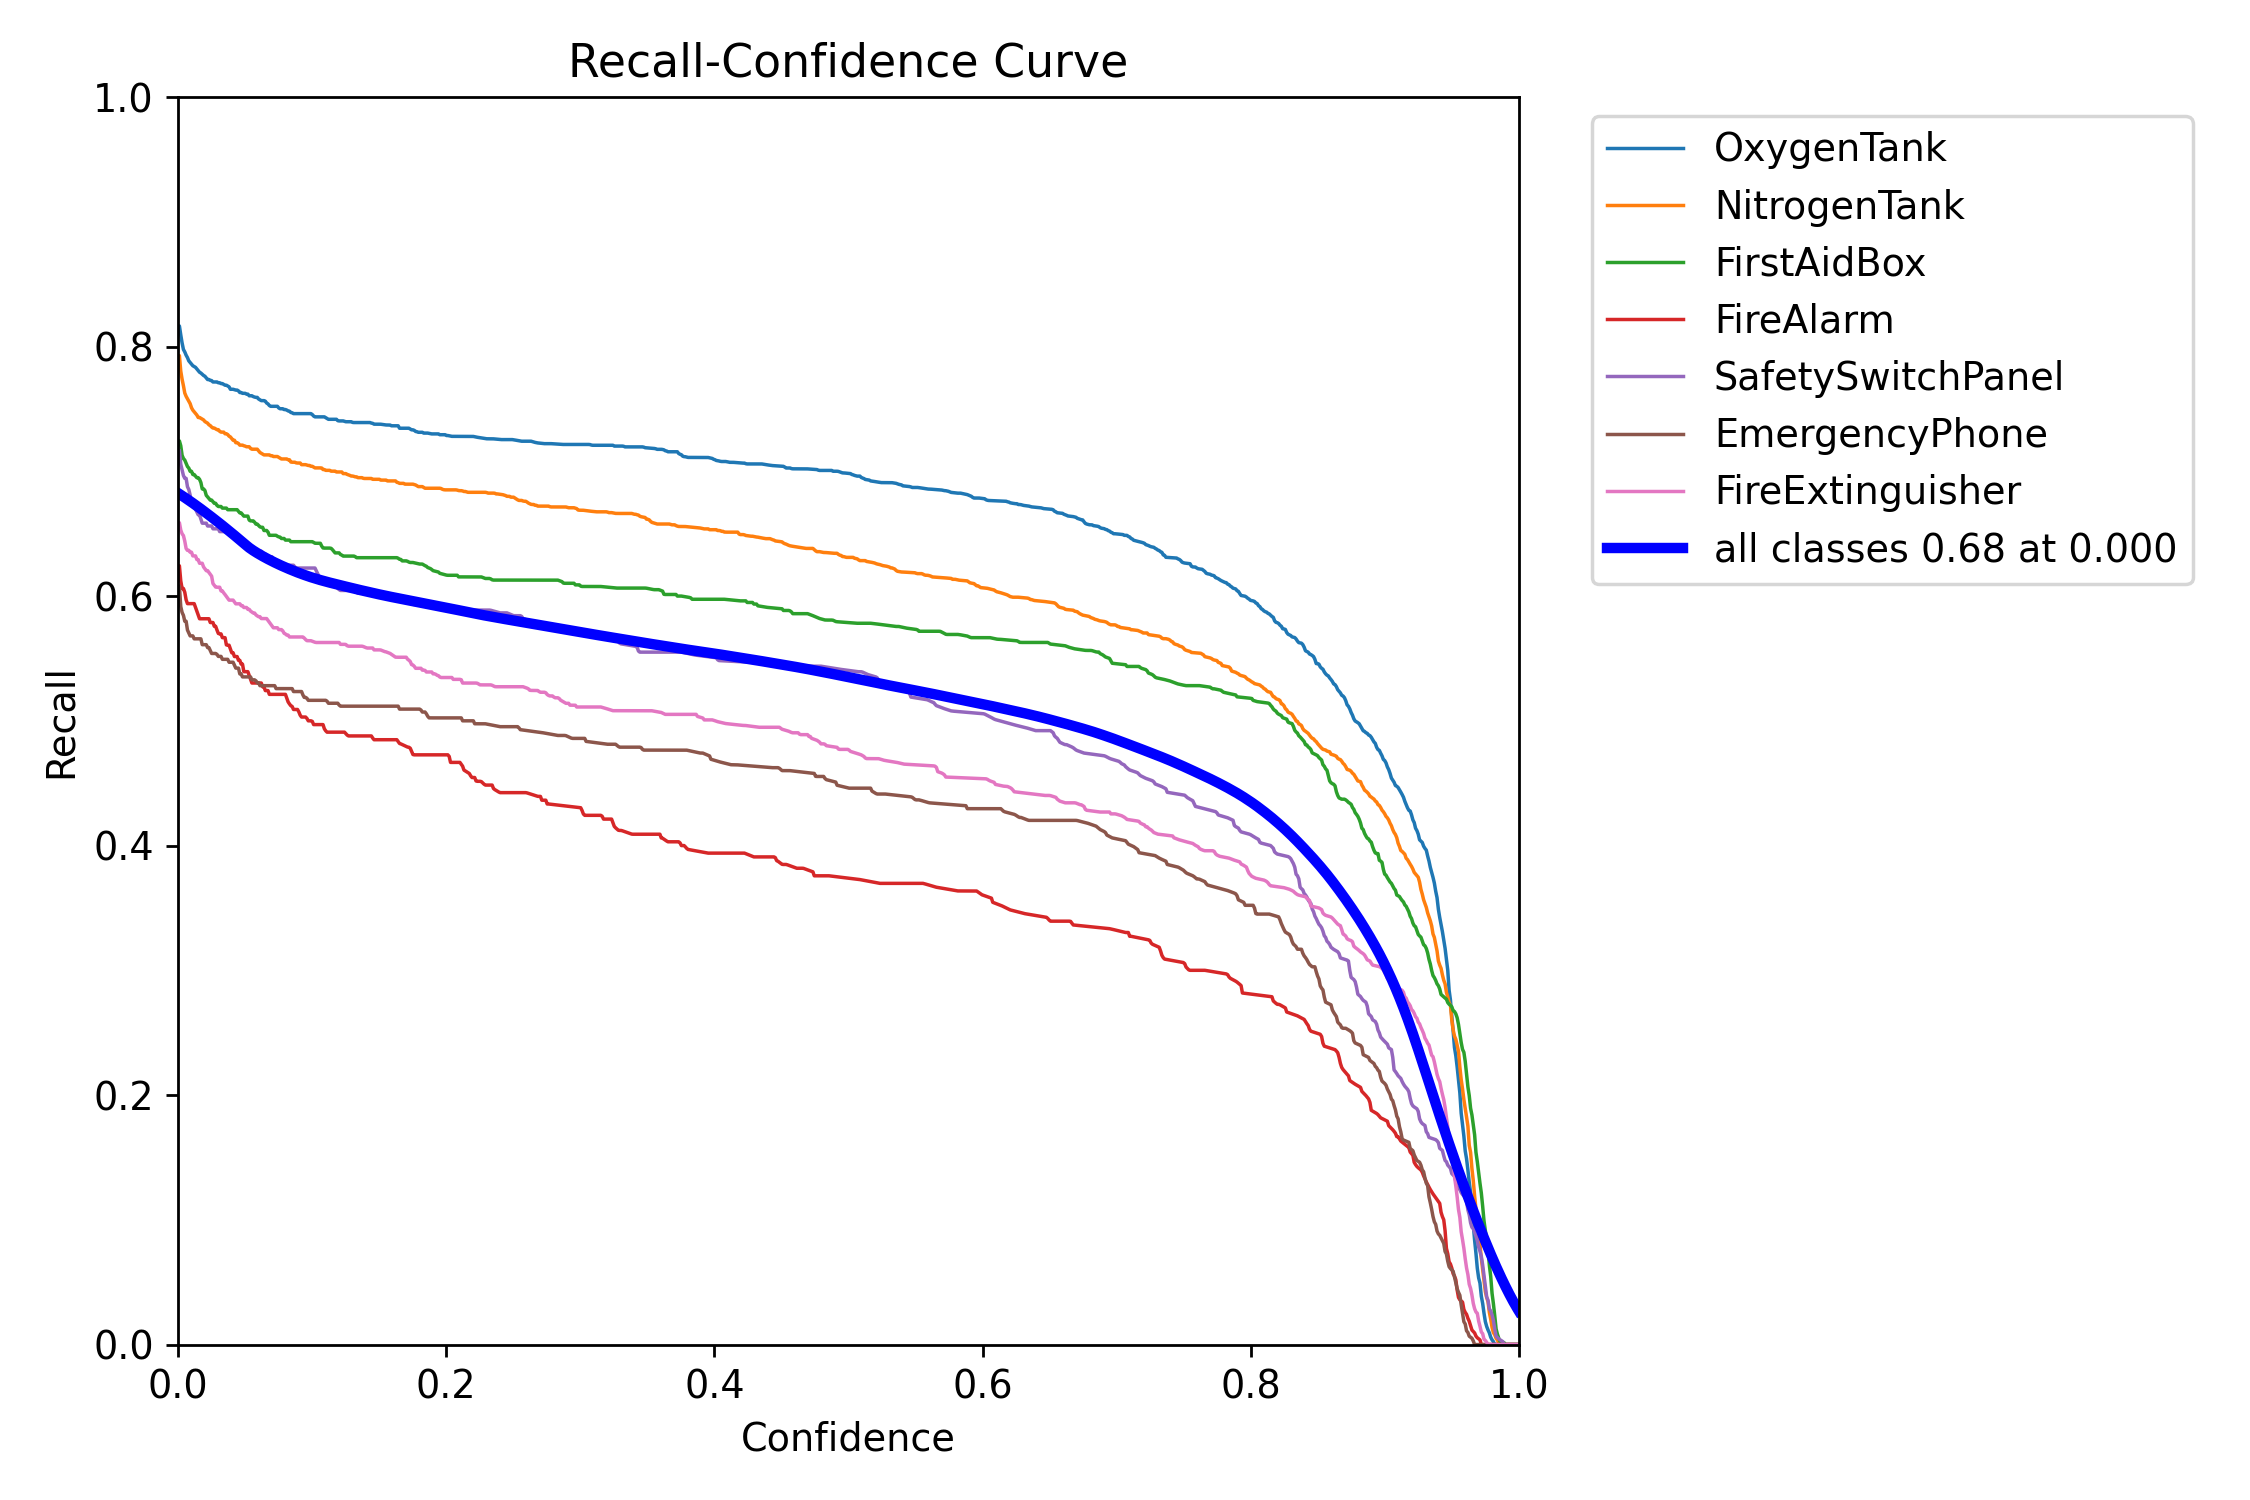 Recall-Confidence Curve
1.0
0.8
0.6
0.4
0.2
0.0
Recall
0.0 0.2 0.4 0.6 0.8 1.0
Confidence
OxygenTank
NitrogenTank
FirstAidBox
FireAlarm
SafetySwitchPanel
EmergencyPhone
FireExtinguisher
all classes 0.68 at 0.000